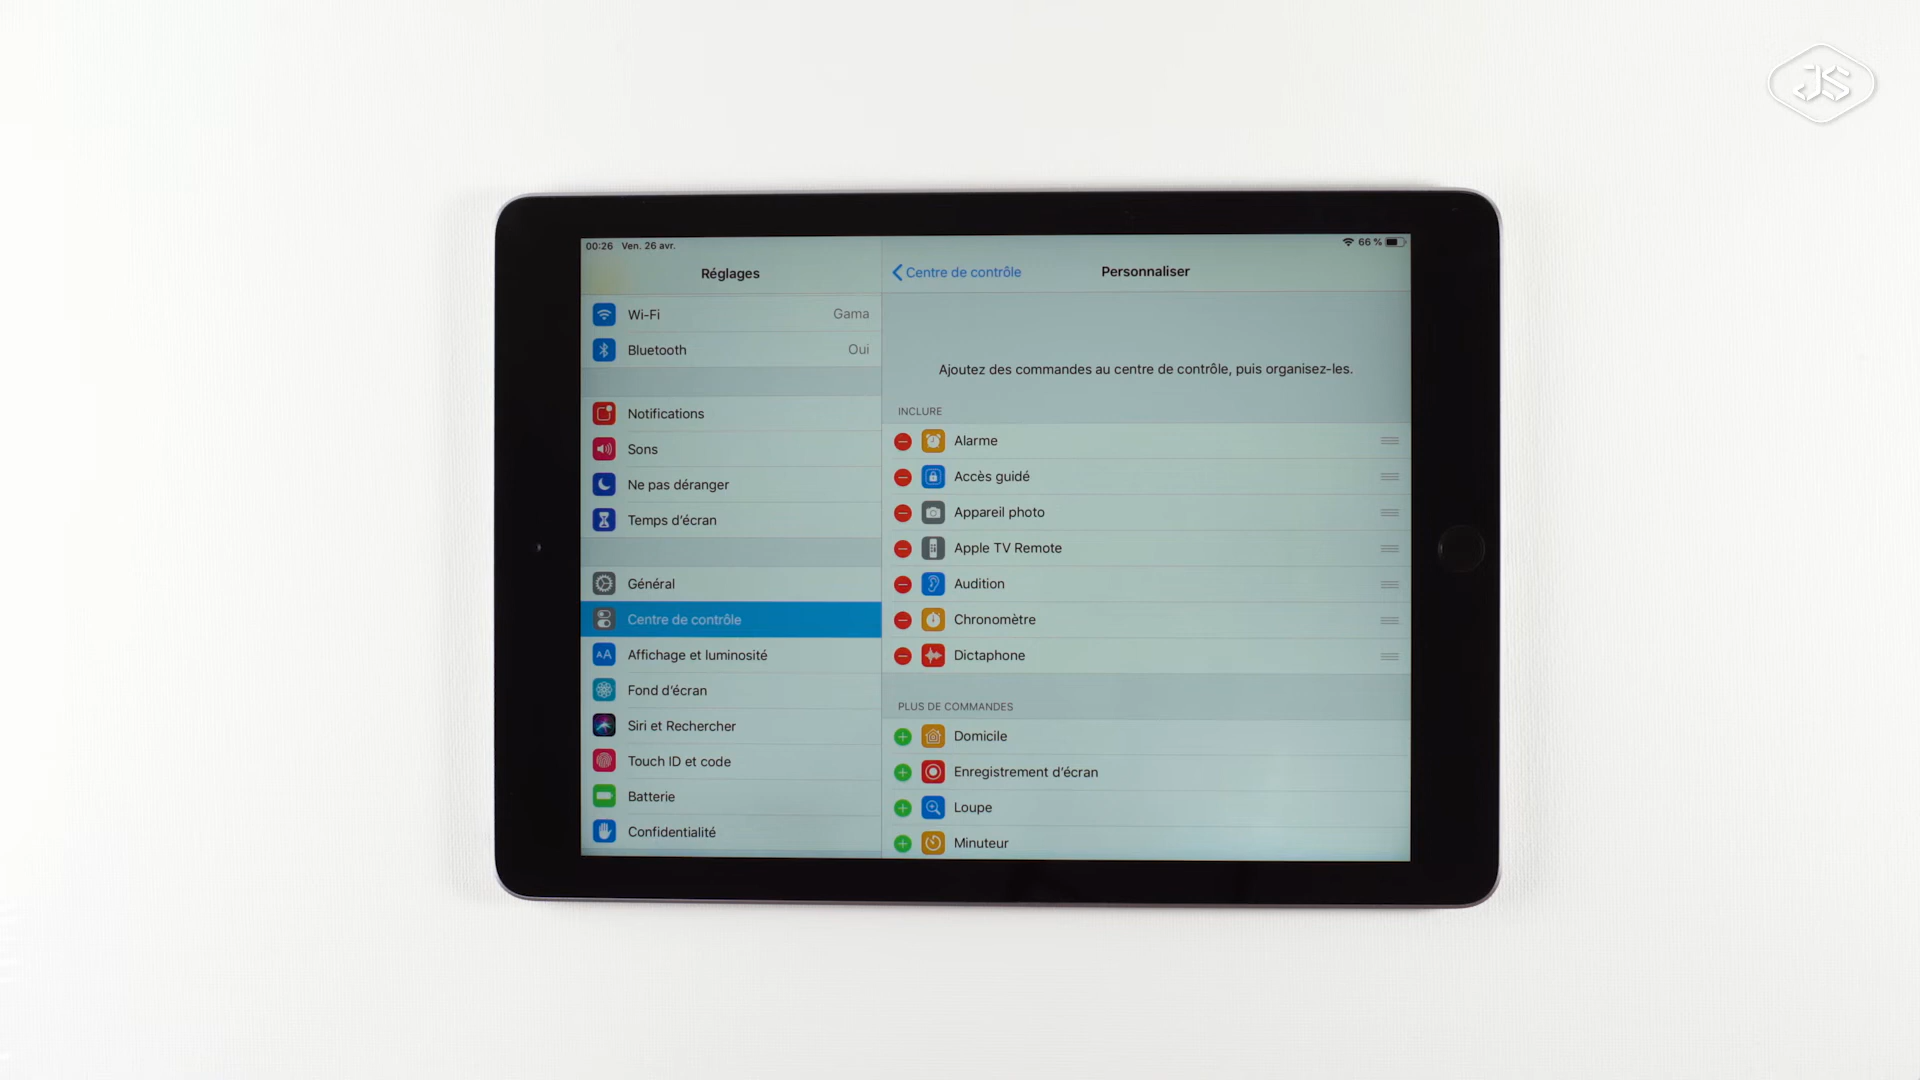 JS
00:26 Ven. 26 avr.
66 %
Réglages
Wi-Fi Gama
Bluetooth Oui
Notifications
Sons
Ne pas déranger
Temps d’écran
Général
Centre de contrôle
AA Affichage et luminosité
Fond d’écran
Siri et Rechercher
Touch ID et code
Batterie
Confidentialité
Centre de contrôle Personnaliser
Ajoutez des commandes au centre de contrôle, puis organisez-les.
INCLURE
Alarme
Accès guidé
Appareil photo
Apple TV Remote
Audition
Chronomètre
Dictaphone
PLUS DE COMMANDES
Domicile
Enregistrement d’écran
Loupe
Minuteur